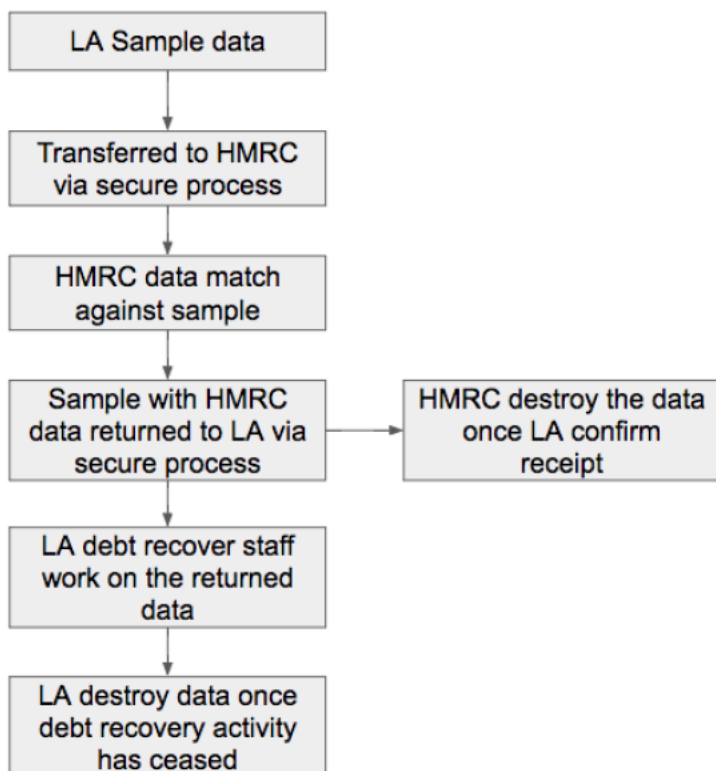 LA Sample data
Transferred to HMRC
via secure process
HMRC data match
against sample
Sample with HMRC
data returned to LA via
secure process
HMRC destroy the data
once LA confirm
receipt
LA debt recover staff
work on the returned
data
LA destroy data once
debt recovery activity
has ceased